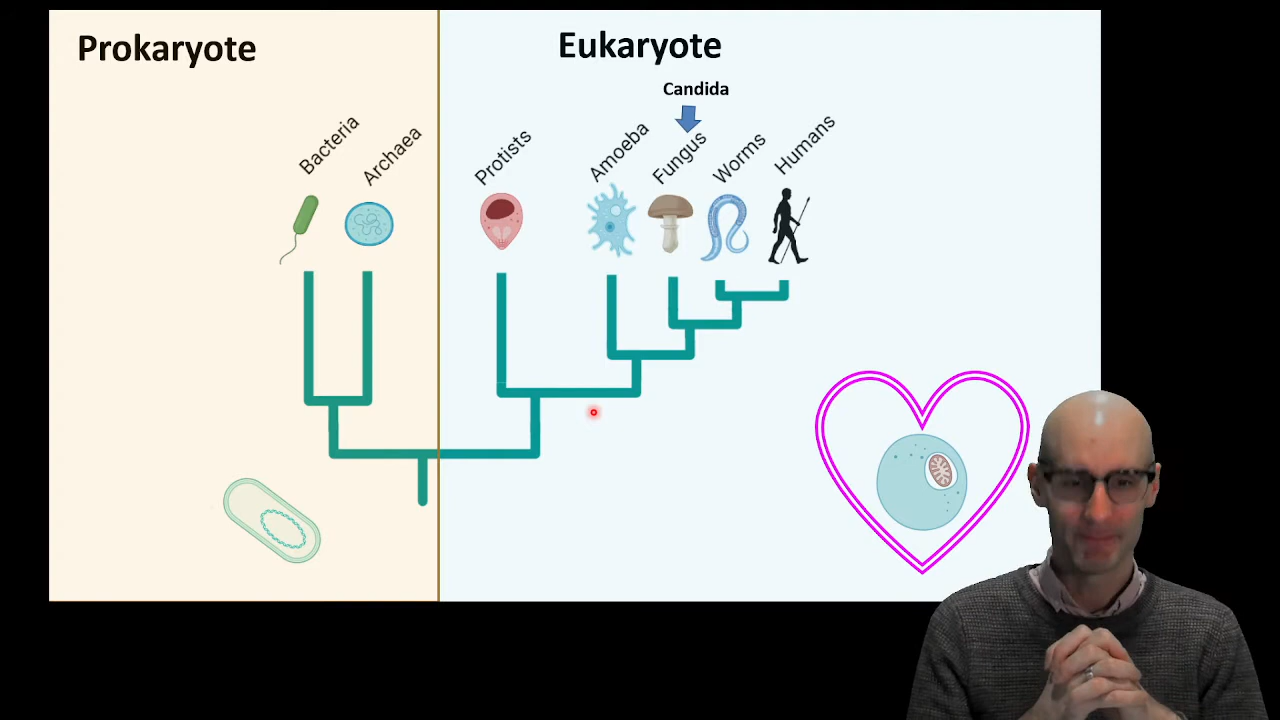 Prokaryote
Eukaryote
Candida
Bacteria
Archaea
Protists
Amoeba
Fungus
Worms
Humans